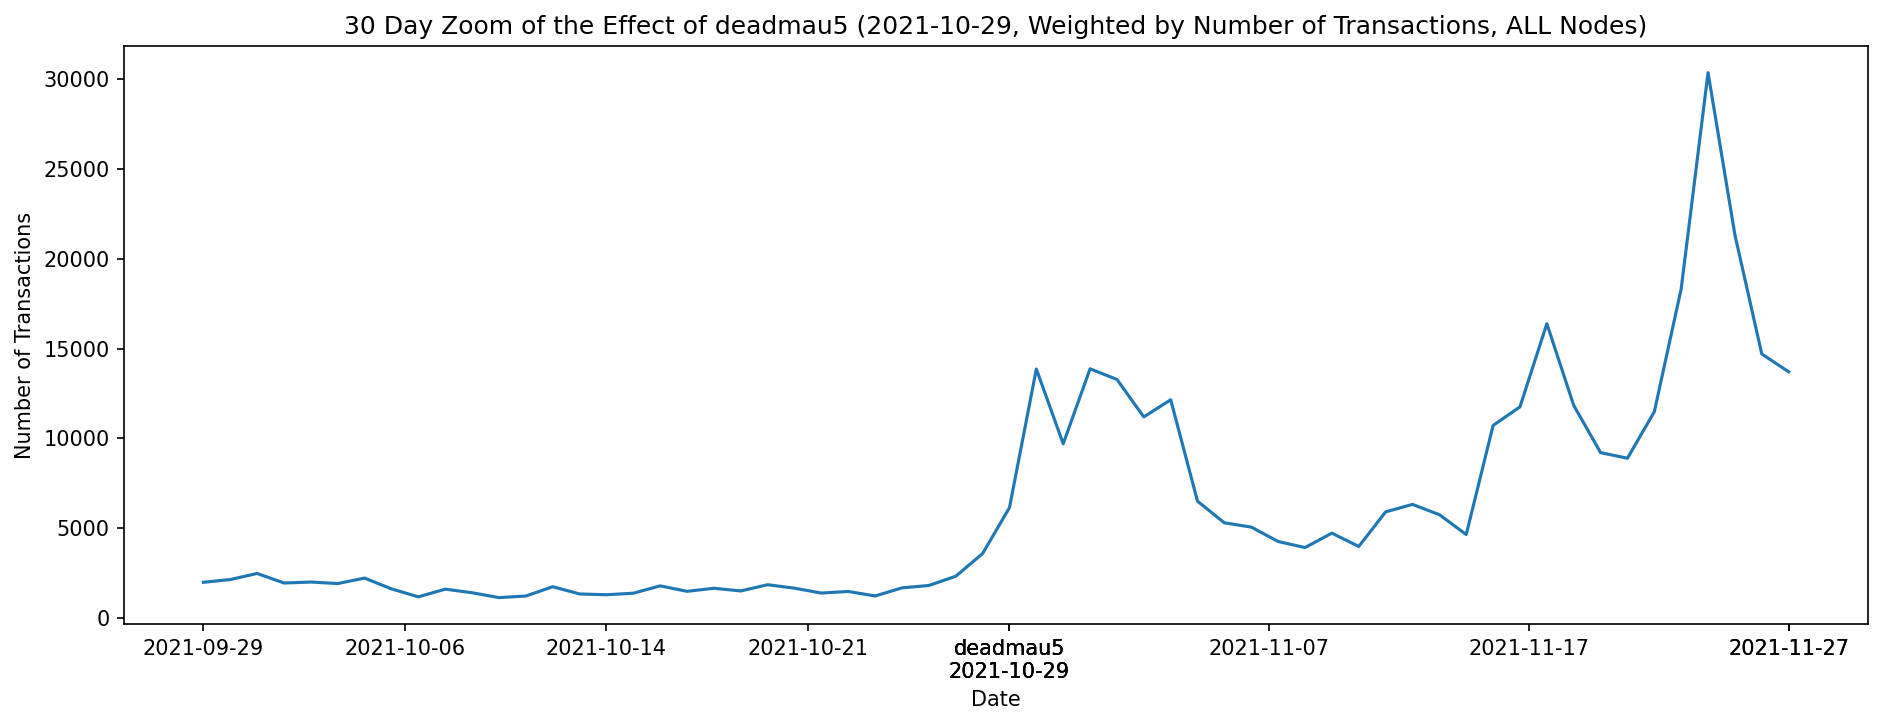 30 Day Zoom of the Effect of deadmau5 (2021-10-29, Weighted by Number of Transactions, ALL Nodes)
Number of Transactions
30000
25000
20000
15000
10000
5000
0
2021-09-29 2021-10-06 2021-10-14 2021-10-21 deadmau5 2021-11-07 2021-11-17 2021-11-27
2021-10-29
Date